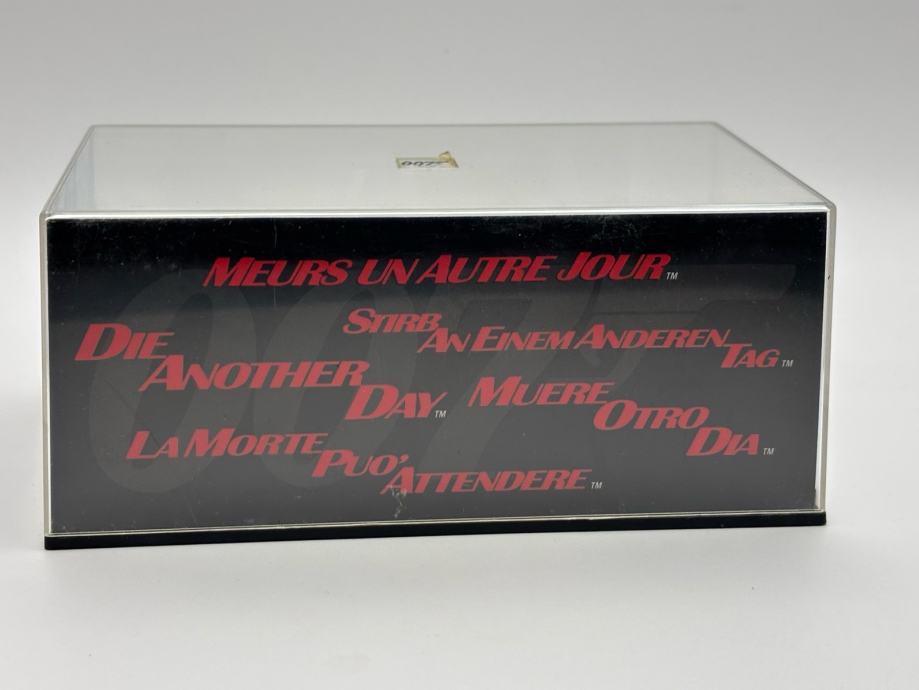 007
MEURS UN AUTRE JOUR™
STIRB
AN EINEM ANDEREN
TAG™
DIE
ANOTHER
DAY™
MUERE
OTRO
DIA™
LA MORTE
PUO'
ATTENDERE™
007